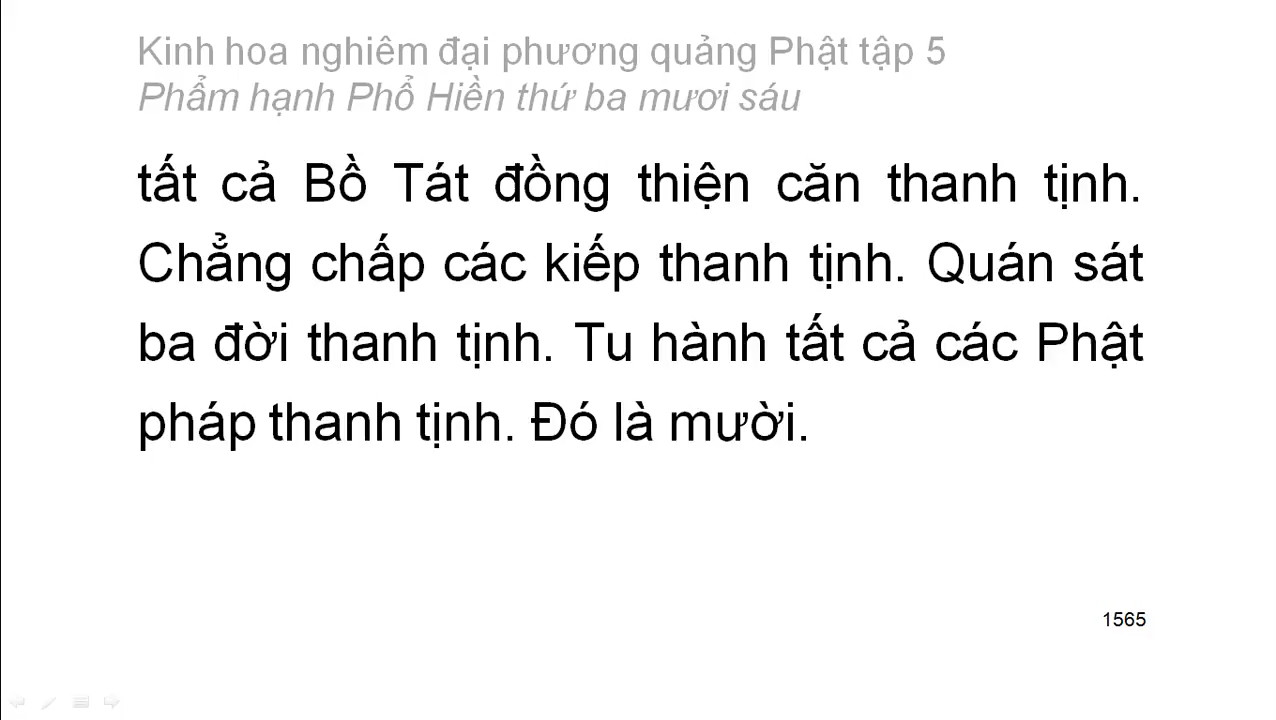 Kinh hoa nghiêm đại phương quảng Phật tập 5
Phẩm hạnh Phổ Hiền thứ ba mươi sáu
tất cả Bồ Tát đồng thiện căn thanh tịnh.
Chẳng chấp các kiếp thanh tịnh. Quán sát
ba đời thanh tịnh. Tu hành tất cả các Phật
pháp thanh tịnh. Đó là mười.
1565